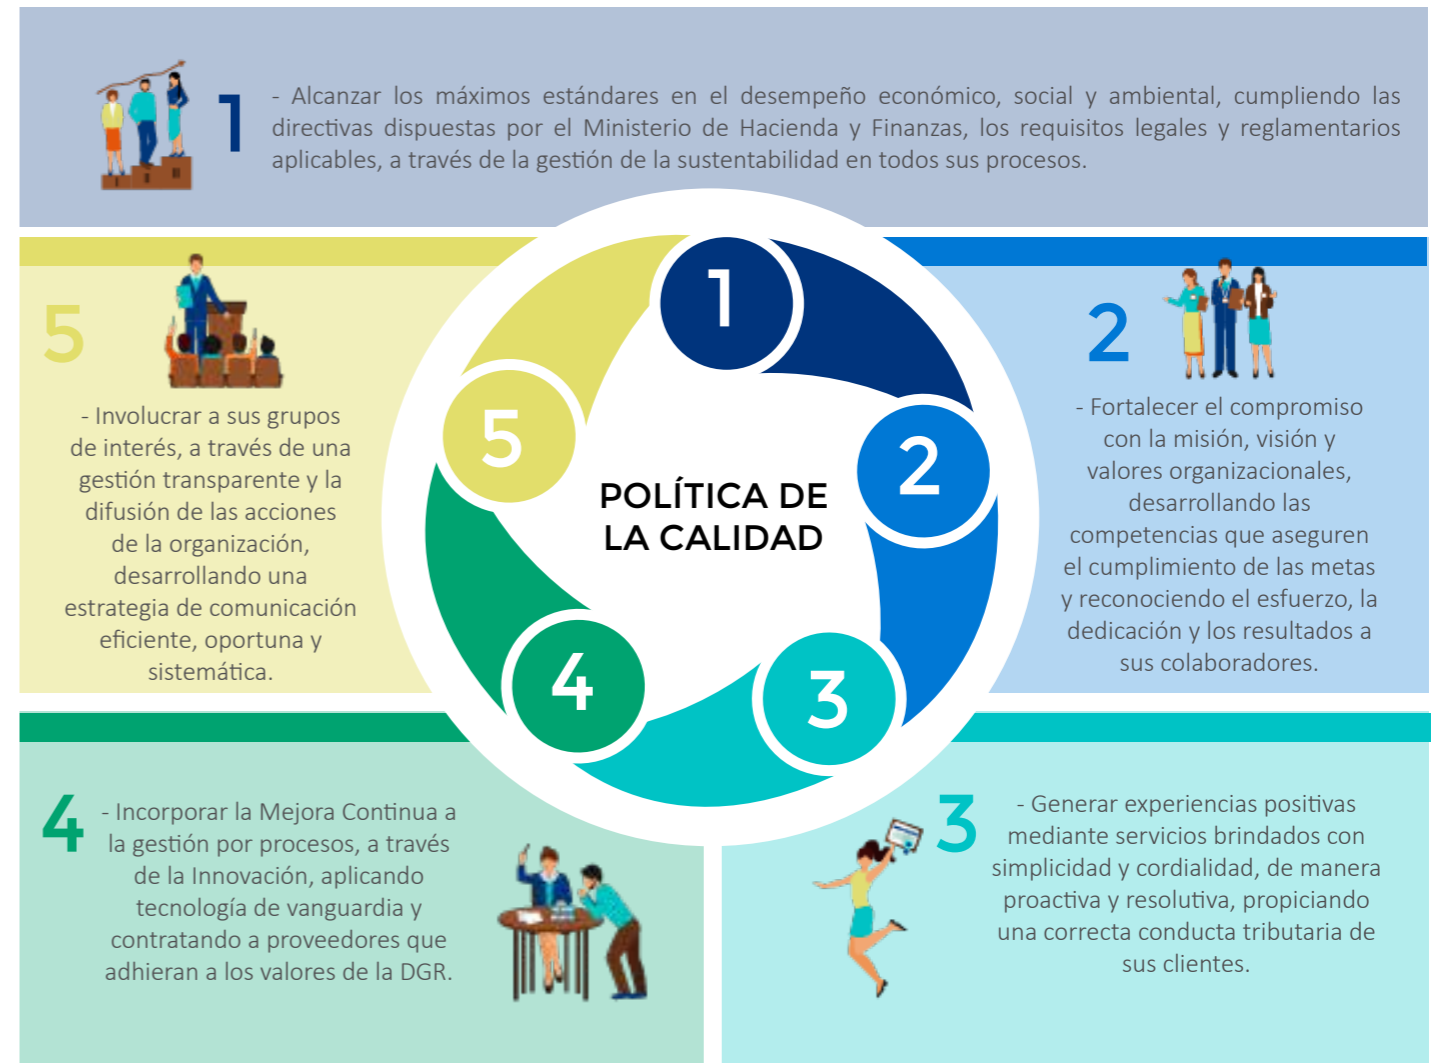 1
- Alcanzar los máximos estándares en el desempeño económico, social y ambiental, cumpliendo las
directivas dispuestas por el Ministerio de Hacienda y Finanzas, los requisitos legales y reglamentarios
aplicables, a través de la gestión de la sustentabilidad en todos sus procesos.
5
- Involucrar a sus grupos
de interés, a través de una
gestión transparente y la
difusión de las acciones
de la organización,
desarrollando una
estrategia de comunicación
eficiente, oportuna y
sistemática.
1
2
3
4
5
POLÍTICA DE
LA CALIDAD
2
- Fortalecer el compromiso
con la misión, visión y
valores organizacionales,
desarrollando las
competencias que aseguren
el cumplimiento de las metas
y reconociendo el esfuerzo, la
dedicación y los resultados a
sus colaboradores.
4
- Incorporar la Mejora Continua a
la gestión por procesos, a través
de la Innovación, aplicando
tecnología de vanguardia y
contratando a proveedores que
adhieran a los valores de la DGR.
3
- Generar experiencias positivas
mediante servicios brindados con
simplicidad y cordialidad, de manera
proactiva y resolutiva, propiciando
una correcta conducta tributaria de
sus clientes.